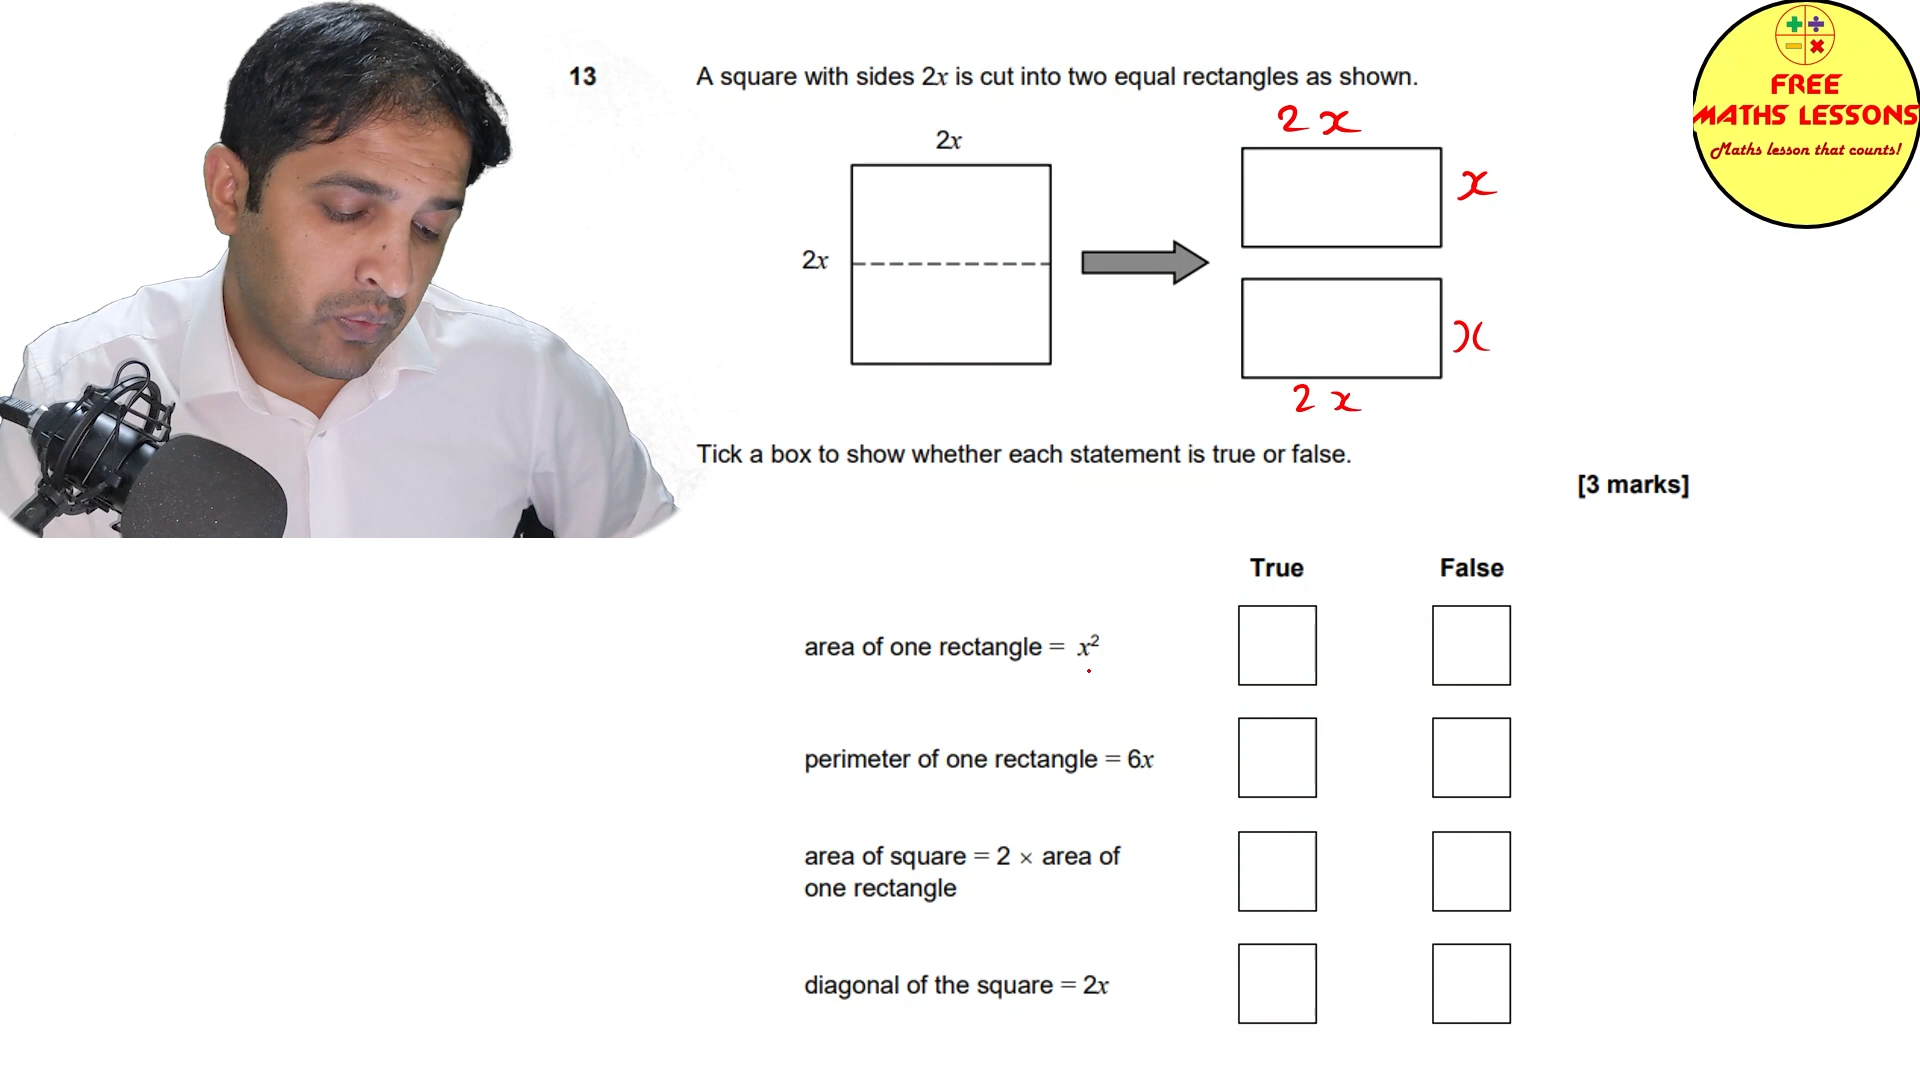 13 A square with sides 2x is cut into two equal rectangles as shown.
2x
2x
2x
x
x
2x
Tick a box to show whether each statement is true or false.
[3 marks]
True False
area of one rectangle = x²
perimeter of one rectangle = 6x
area of square = 2 × area of
one rectangle
diagonal of the square = 2x
FREE
MATHS LESSONS
Maths lesson that counts!